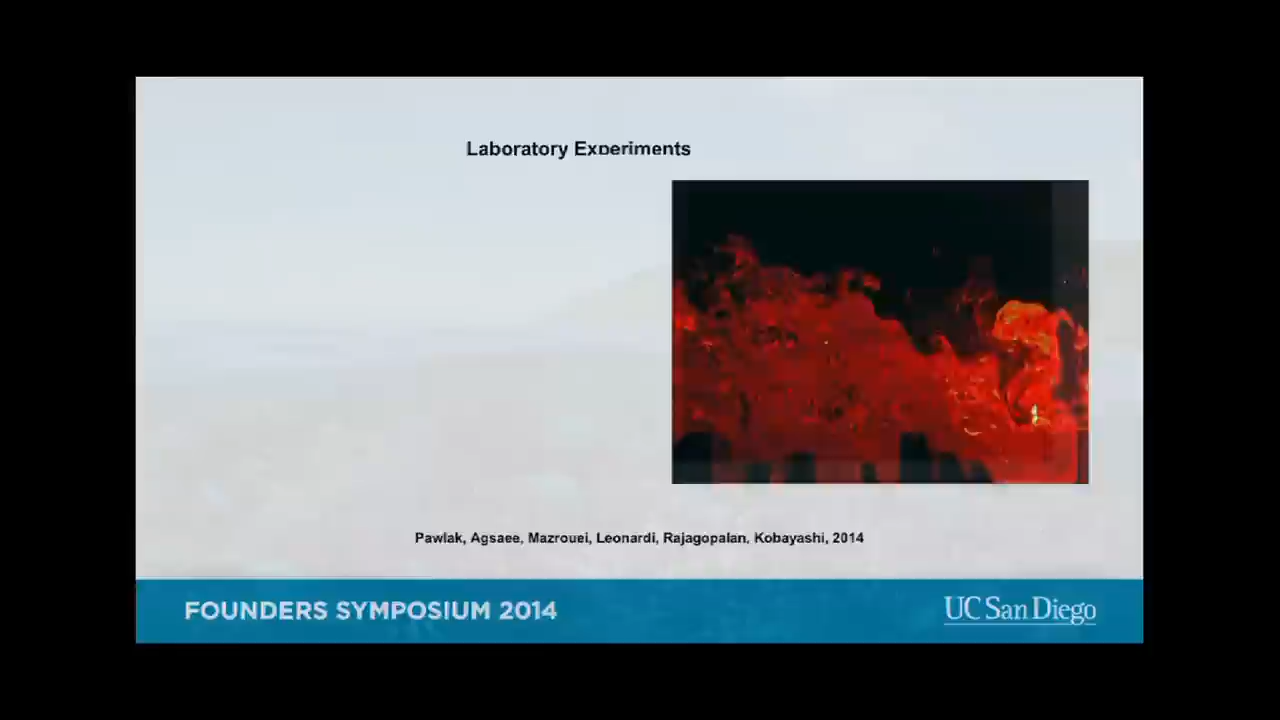 Laboratory Experiments
Pawlak, Agsaee, Mazrouei, Leonardi, Rajagopalan, Kobayashi, 2014
FOUNDERS SYMPOSIUM 2014
UC San Diego